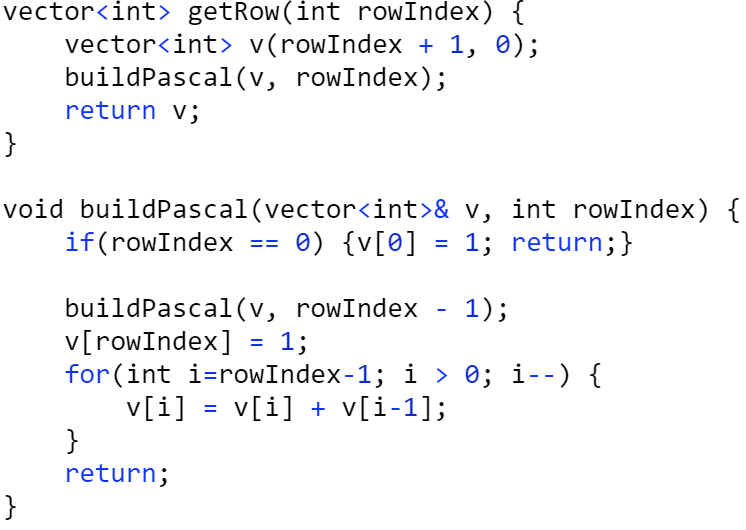 vector<int> getRow(int rowIndex) {
    vector<int> v(rowIndex + 1, 0);
    buildPascal(v, rowIndex);
    return v;
}

void buildPascal(vector<int>& v, int rowIndex) {
    if(rowIndex == 0) {v[0] = 1; return;}

    buildPascal(v, rowIndex - 1);
    v[rowIndex] = 1;
    for(int i=rowIndex-1; i > 0; i--) {
        v[i] = v[i] + v[i-1];
    }
    return;
}